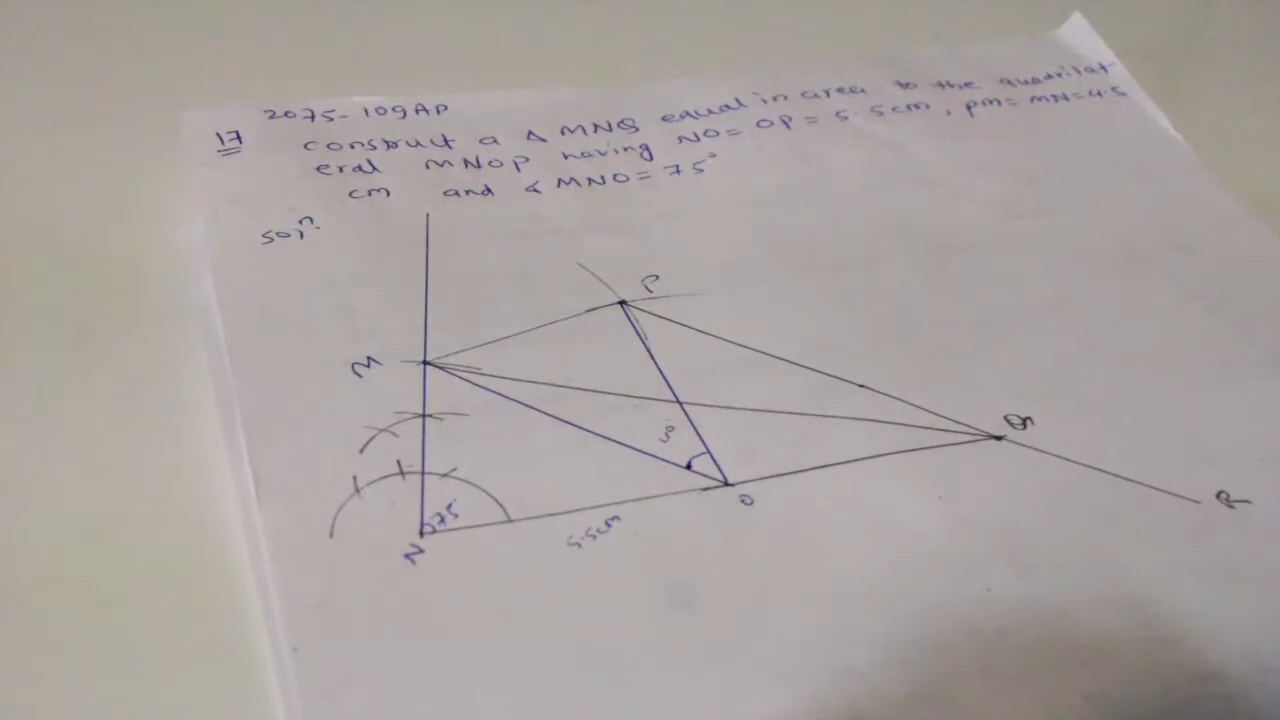 2075-109AP
17 construct a Δ MNQ equal in area to the quadrilat
eral MNOP having NO= OP= 5.5cm, PM= MN=4.5
cm and ∡ MNO= 75°
solⁿ.
P
M
Q
R
O
75
5.5cm
N